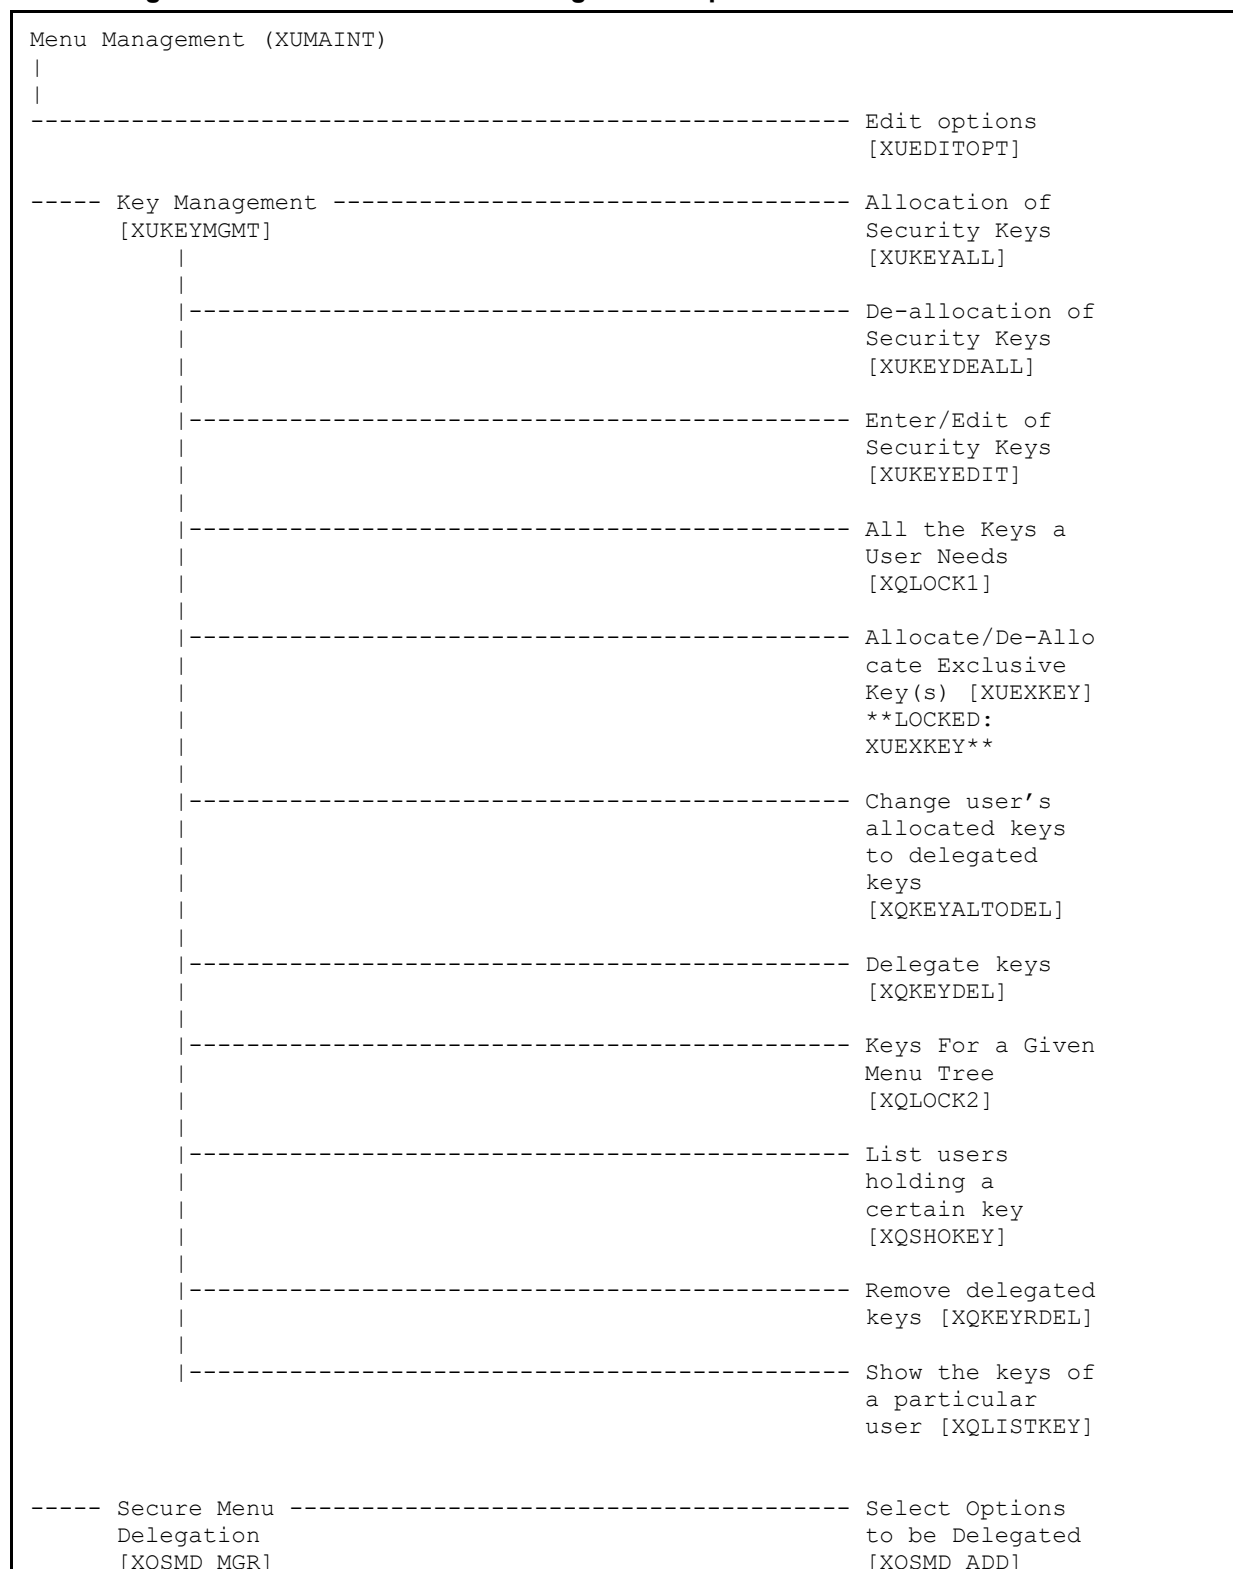 Menu Management (XUMAINT)
|
|
--------------------------------------------------------- Edit options
[XUEDITOPT]
----- Key Management ------------------------------------ Allocation of
[XUKEYMGMT] Security Keys
| [XUKEYALL]
|
|---------------------------------------------- De-allocation of
| Security Keys
| [XUKEYDEALL]
|
|---------------------------------------------- Enter/Edit of
| Security Keys
| [XUKEYEDIT]
|
|---------------------------------------------- All the Keys a
| User Needs
| [XQLOCK1]
|
|---------------------------------------------- Allocate/De-Allo
| cate Exclusive
| Key(s) [XUEXKEY]
| **LOCKED:
| XUEXKEY**
|
|---------------------------------------------- Change user’s
| allocated keys
| to delegated
| keys
| [XQKEYALTODEL]
|
|---------------------------------------------- Delegate keys
| [XQKEYDEL]
|
|---------------------------------------------- Keys For a Given
| Menu Tree
| [XQLOCK2]
|
|---------------------------------------------- List users
| holding a
| certain key
| [XQSHOKEY]
|
|---------------------------------------------- Remove delegated
| keys [XQKEYRDEL]
|
|---------------------------------------------- Show the keys of
a particular
user [XQLISTKEY]
----- Secure Menu --------------------------------------- Select Options
Delegation to be Delegated
[XQSMD MGR] [XQSMD ADD]